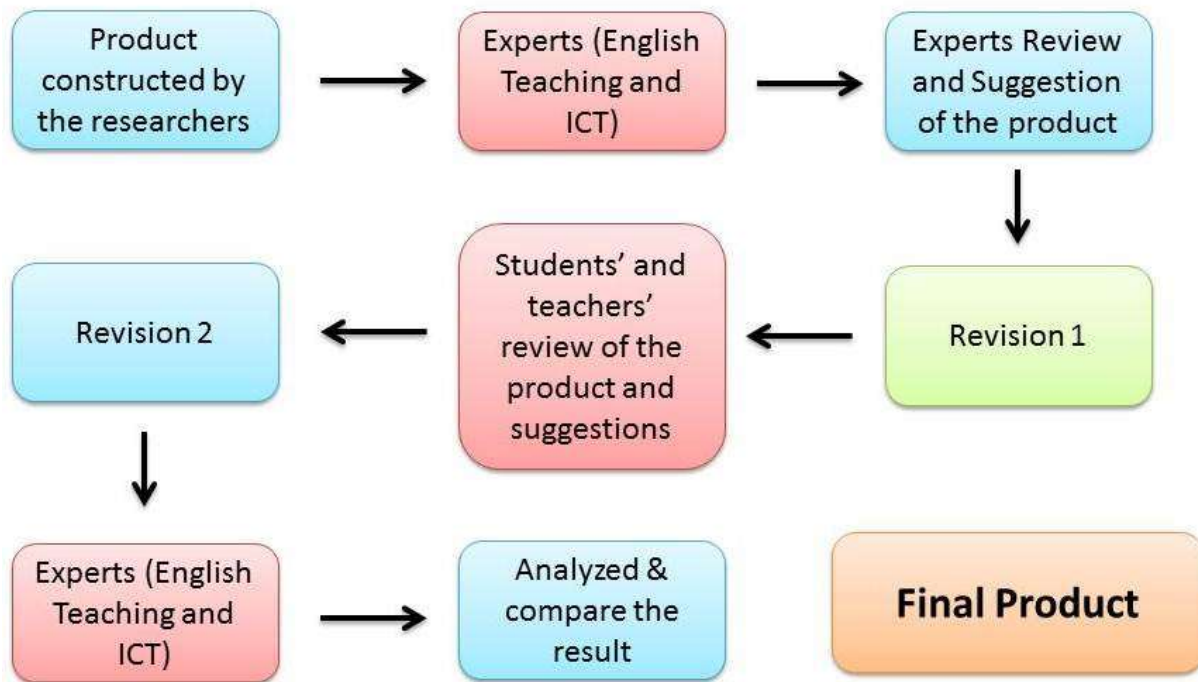 Product
constructed by
the researchers
Experts (English
Teaching and
ICT)
Experts Review
and Suggestion
of the product
Revision 1
Students’ and
teachers’
review of the
product and
suggestions
Revision 2
Experts (English
Teaching and
ICT)
Analyzed &
compare the
result
Final Product